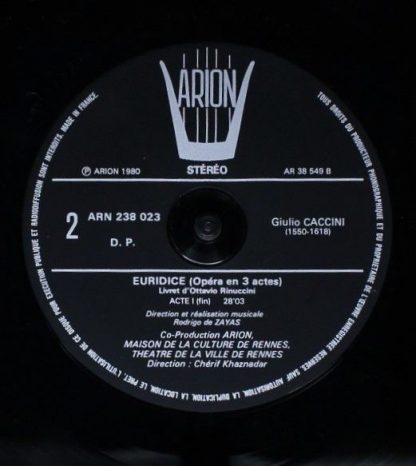 ARION
STÉRÉO
℗ ARION 1980
AR 38 549 B
2
ARN 238 023
D. P.
Giulio CACCINI
(1550-1618)
EURIDICE (Opéra en 3 actes)
Livret d'Ottavio Rinuccini
ACTE I (fin) 28'03
Direction et réalisation musicale
Rodrigo de ZAYAS
Co-Production ARION,
MAISON DE LA CULTURE DE RENNES,
THEATRE DE LA VILLE DE RENNES
Direction : Chérif Khaznadar
TOUS DROITS DU PRODUCTEUR PHONOGRAPHIQUE ET DU PROPRIETAIRE DE L'ŒUVRE ENREGISTREE RESERVES. SAUF AUTORISATION, LA DUPLICATION, LA LOCATION, LE PRET, L'UTILISATION DE CE DISQUE POUR EXECUTION PUBLIQUE ET RADIODIFFUSION SONT INTERDITS. MADE IN FRANCE.